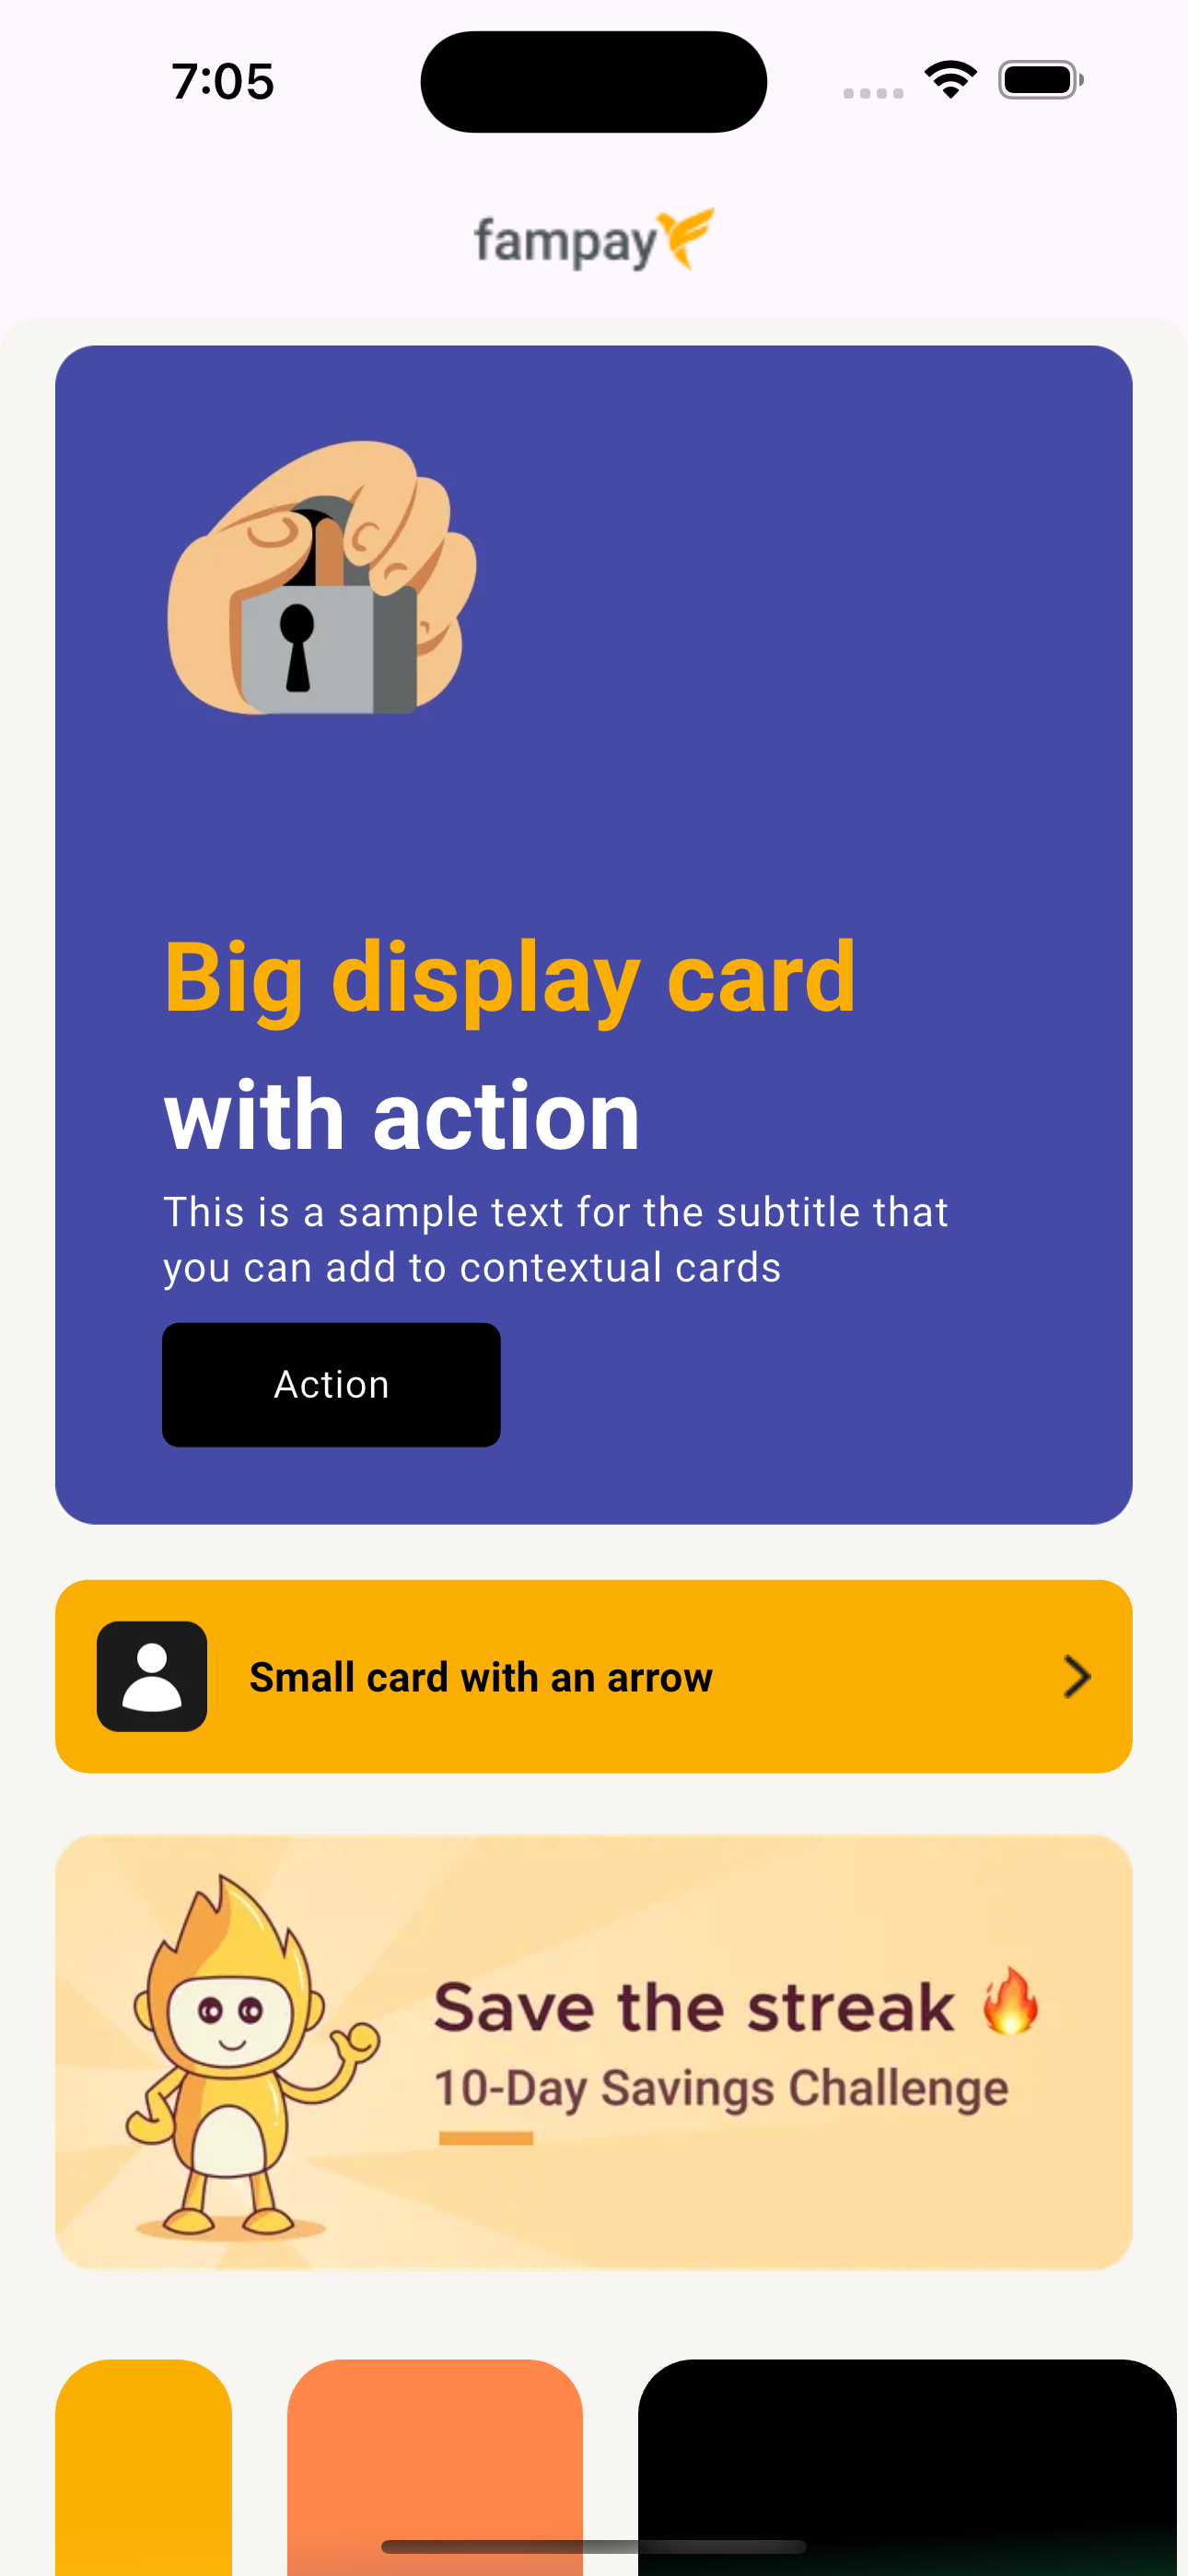 7:05
fampay
Big display card
with action
This is a sample text for the subtitle that
you can add to contextual cards
Action
Small card with an arrow
Save the streak 🔥
10-Day Savings Challenge